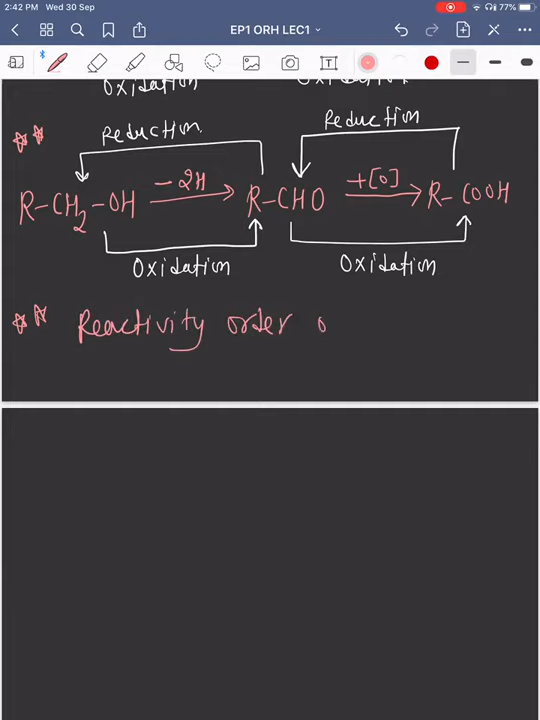 2:42 PM Wed 30 Sep 77%
EP1 ORH LEC1
T
Oxidation
Reduction. Reduction
R-CH2-OH -2H R-CHO +[O] R-COOH
Oxidation Oxidation
Reactivity order o